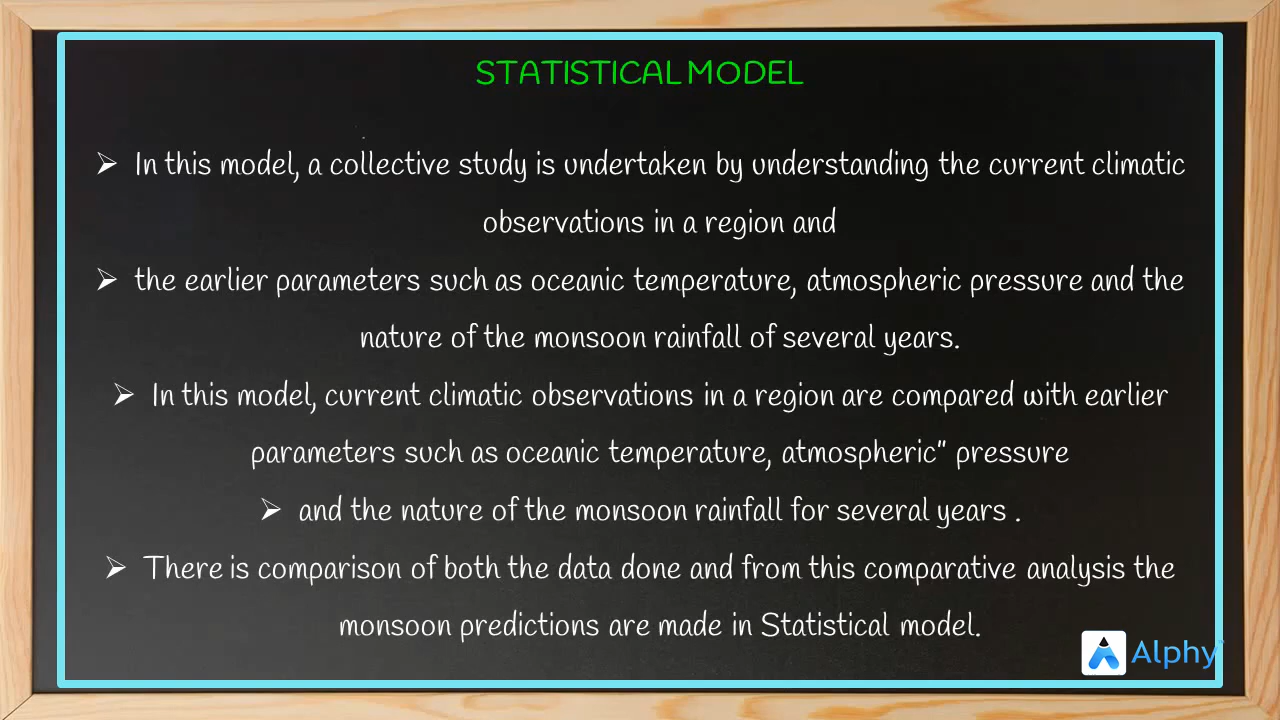 STATISTICAL MODEL
➢ In this model, a collective study is undertaken by understanding the current climatic
observations in a region and
➢ the earlier parameters such as oceanic temperature, atmospheric pressure and the
nature of the monsoon rainfall of several years.
➢ In this model, current climatic observations in a region are compared with earlier
parameters such as oceanic temperature, atmospheric” pressure
➢ and the nature of the monsoon rainfall for several years .
➢ There is comparison of both the data done and from this comparative analysis the
monsoon predictions are made in Statistical model.
Alphy